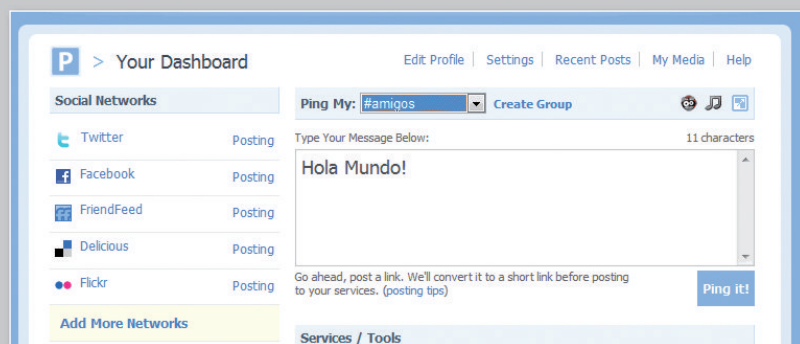 P > Your Dashboard
Edit Profile | Settings | Recent Posts | My Media | Help
Social Networks
Twitter Posting
Facebook Posting
FriendFeed Posting
Delicious Posting
Flickr Posting
Add More Networks
Ping My: #amigos Create Group
Type Your Message Below: 11 characters
Hola Mundo!
Go ahead, post a link. We'll convert it to a short link before posting
to your services. (posting tips)
Ping it!
Services / Tools